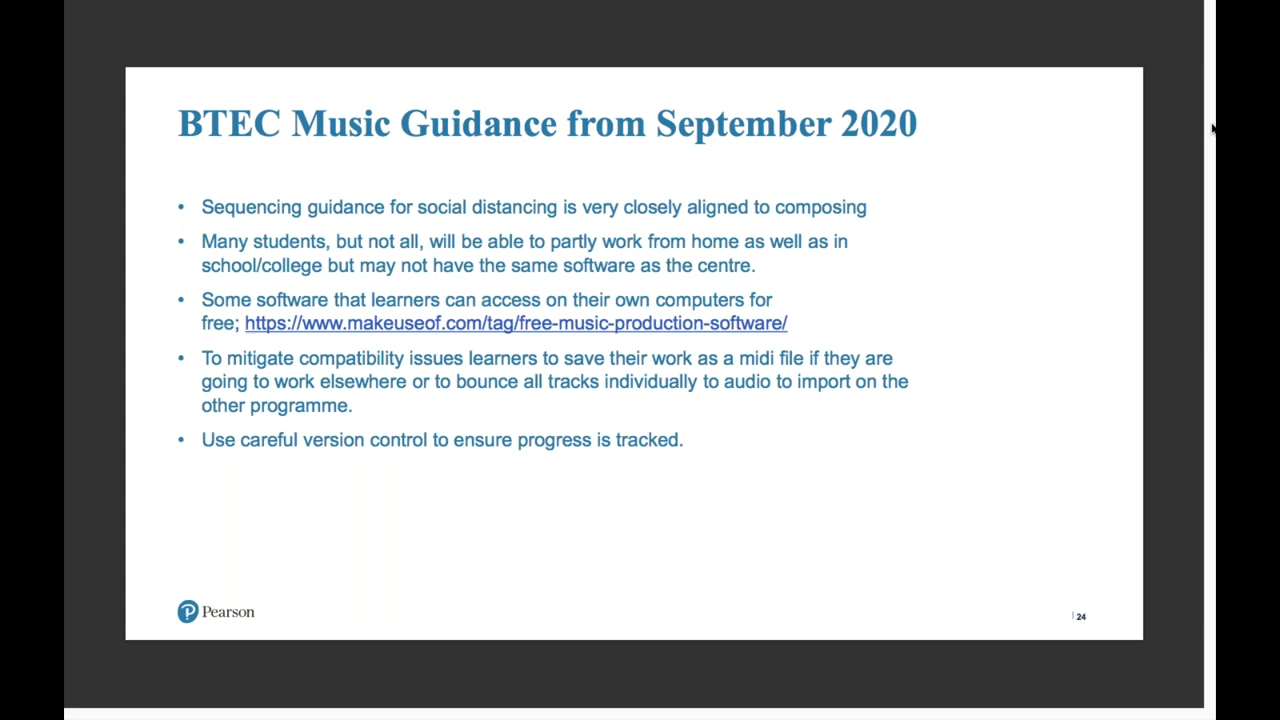 BTEC Music Guidance from September 2020
• Sequencing guidance for social distancing is very closely aligned to composing
• Many students, but not all, will be able to partly work from home as well as in
school/college but may not have the same software as the centre.
• Some software that learners can access on their own computers for
free; https://www.makeuseof.com/tag/free-music-production-software/
• To mitigate compatibility issues learners to save their work as a midi file if they are
going to work elsewhere or to bounce all tracks individually to audio to import on the
other programme.
• Use careful version control to ensure progress is tracked.
Pearson
24